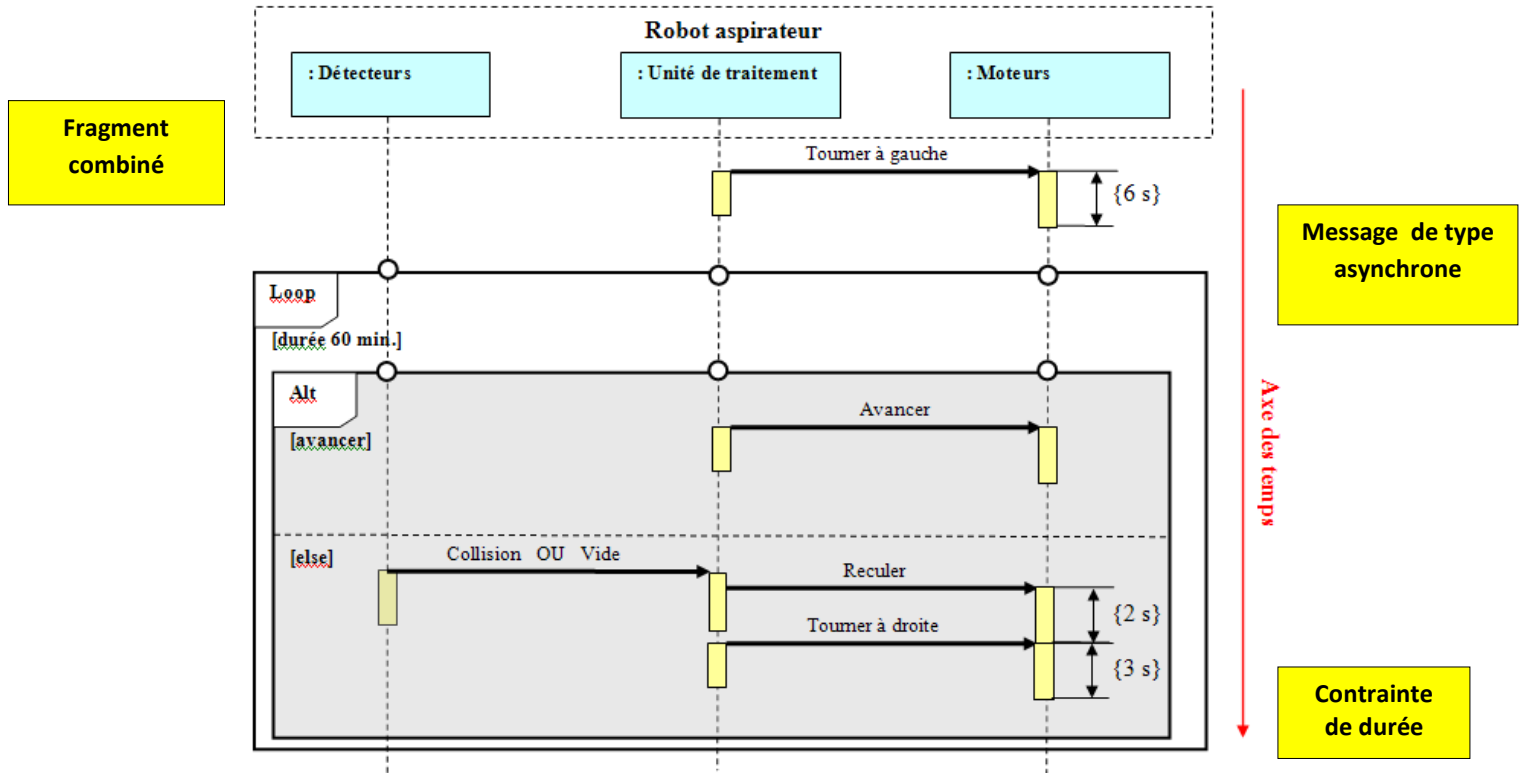 Robot aspirateur
: Détecteurs
: Unité de traitement
: Moteurs
Fragment
combiné
Tourner à gauche
{6 s}
Message de type
asynchrone
Loop
[durée 60 min.]
Alt
[avancer]
Avancer
Axe des temps
[else]
Collision OU Vide
Reculer
{2 s}
Tourner à droite
{3 s}
Contrainte
de durée